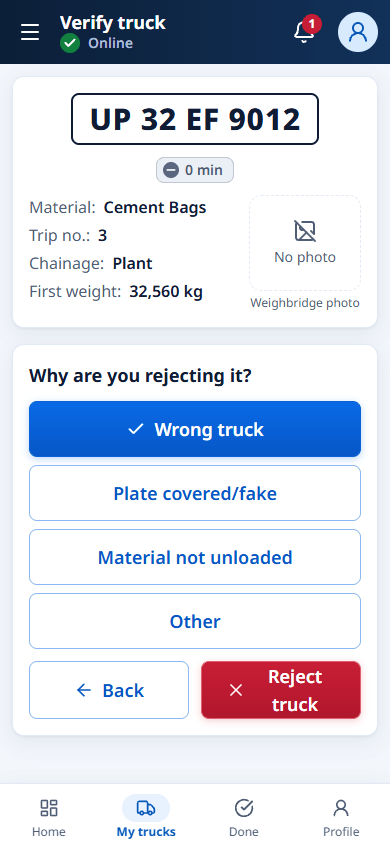 Verify truck
1
Online
UP 32 EF 9012
0 min
Material: Cement Bags
Trip no.: 3
Chainage: Plant
First weight: 32,560 kg
No photo
Weighbridge photo
Why are you rejecting it?
Wrong truck
Plate covered/fake
Material not unloaded
Other
Back
Reject
truck
Home
My trucks
Done
Profile